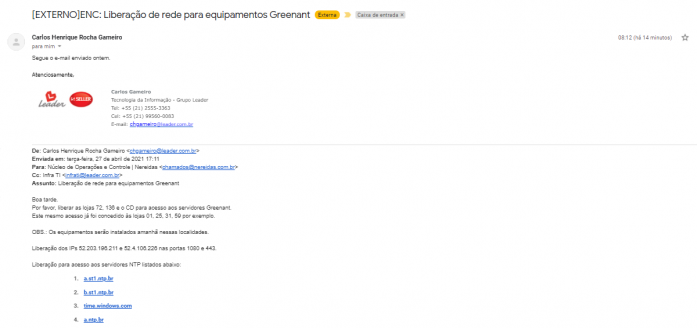 [EXTERNO]ENC: Liberação de rede para equipamentos Greenant Externa Caixa de entrada ×
Carlos Henrique Rocha Gameiro 08:12 (há 14 minutos)
para mim
Segue o e-mail enviado ontem.
Atenciosamente,
Leader SELLER
Carlos Gameiro
Tecnologia da Informação - Grupo Leader
Tel: +55 (21) 2555-3363
Cel: +55 (21) 99560-0083
E-mail: chgameiro@leader.com.br
De: Carlos Henrique Rocha Gameiro <chgameiro@leader.com.br>
Enviada em: terça-feira, 27 de abril de 2021 17:11
Para: Núcleo de Operações e Controle | Nereidas <chamados@nereidas.com.br>
Cc: Infra TI <infrati@leader.com.br>
Assunto: Liberação de rede para equipamentos Greenant
Boa tarde.
Por favor, liberar as lojas 72, 138 e o CD para acesso aos servidores Greenant.
Este mesmo acesso já foi concedido às lojas 01, 25, 31, 59 por exemplo.
OBS.: Os equipamentos serão instalados amanhã nessas localidades.
Liberação dos IPs 52.203.196.211 e 52.4.106.226 nas portas 1080 e 443.
Liberação para acesso aos servidores NTP listados abaixo:
1. a.st1.ntp.br
2. b.st1.ntp.br
3. time.windows.com
4. a.ntp.br